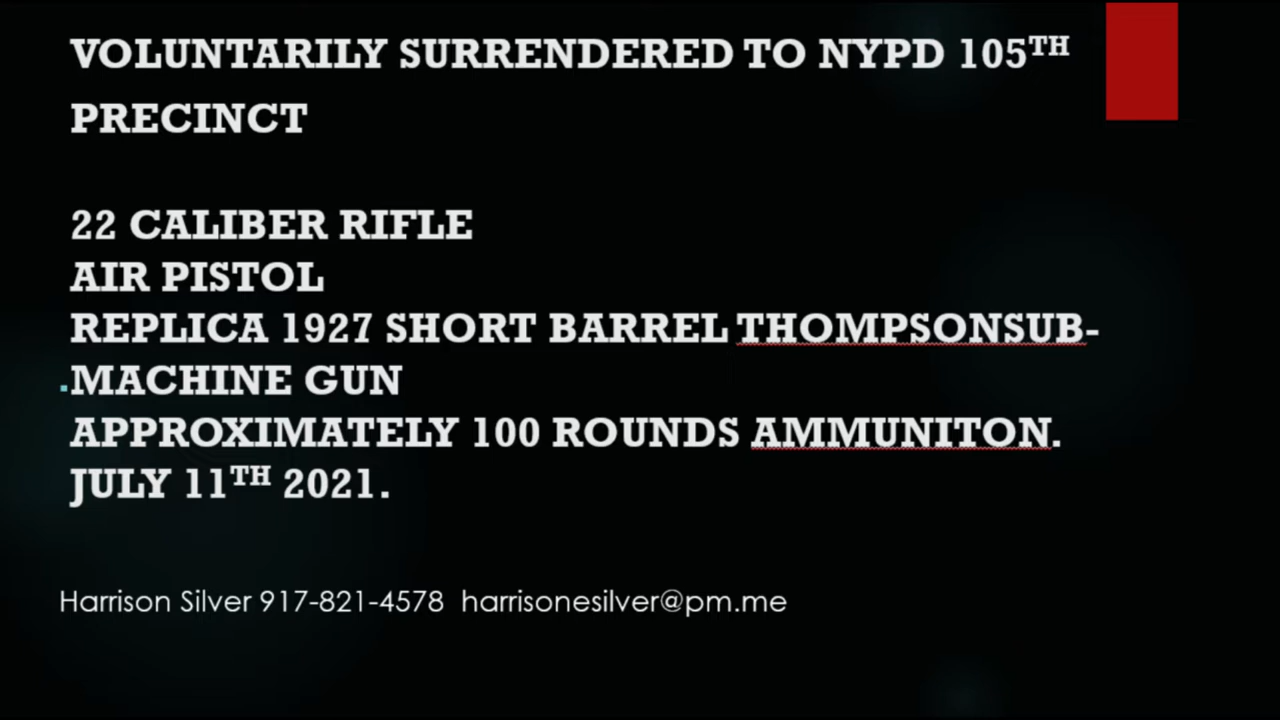 VOLUNTARILY SURRENDERED TO NYPD 105TH
PRECINCT
22 CALIBER RIFLE
AIR PISTOL
REPLICA 1927 SHORT BARREL THOMPSONSUB-
.MACHINE GUN
APPROXIMATELY 100 ROUNDS AMMUNITON.
JULY 11TH 2021.
Harrison Silver 917-821-4578 harrisonesilver@pm.me